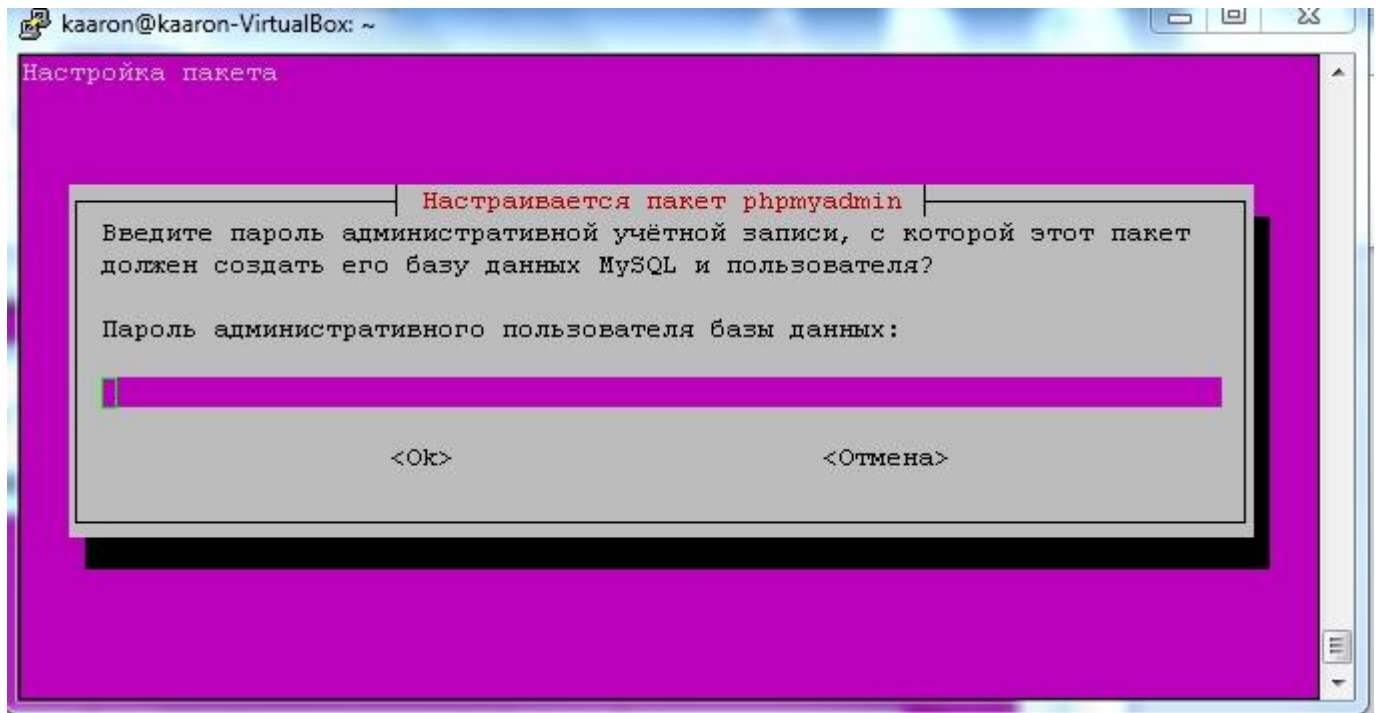 kaaron@kaaron-VirtualBox: ~
Настройка пакета
Настраивается пакет phpmyadmin
Введите пароль административной учётной записи, с которой этот пакет
должен создать его базу данных MySQL и пользователя?
Пароль административного пользователя базы данных:
<Ok> <Отмена>